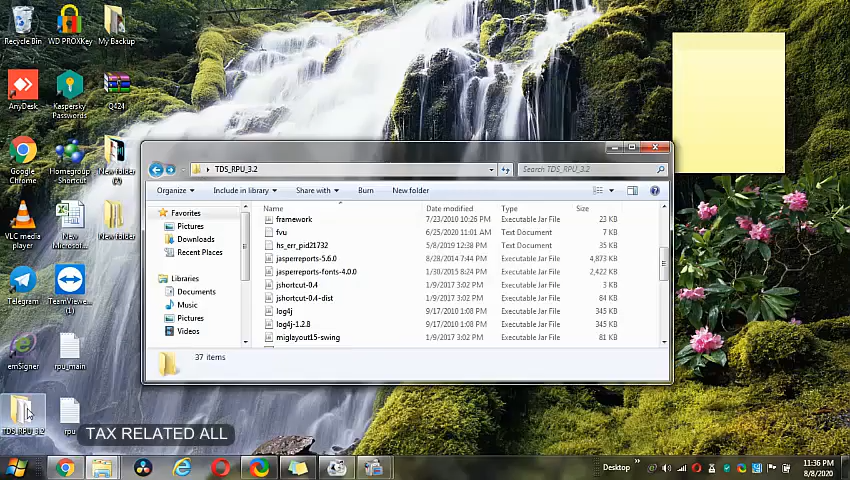 Recycle Bin
WD PROXKey
My Backup
AnyDesk
Kaspersky
Passwords
Q424
Google
Chrome
Homegroup -
Shortcut
New folder
(2)
VLC media
player
New
Microsoft...
New folder
Telegram
TeamViewer
(1)
emSigner
rpu_main
TDS_RPU_3.2
rpu
TDS_RPU_3.2
Search TDS_RPU_3.2
Organize
Include in library
Share with
Burn
New folder
Favorites
Pictures
Downloads
Recent Places
Libraries
Documents
Music
Pictures
Videos
Name Date modified Type Size
framework 7/23/2010 10:26 PM Executable Jar File 23 KB
fvu 6/25/2020 11:01 AM Text Document 7 KB
hs_err_pid21732 5/8/2019 12:38 PM Text Document 35 KB
jasperreports-5.6.0 8/28/2014 7:44 PM Executable Jar File 4,873 KB
jasperreports-fonts-4.0.0 1/30/2015 8:24 PM Executable Jar File 2,422 KB
jshortcut-0.4 1/9/2017 3:02 PM Executable Jar File 3 KB
jshortcut-0.4-dist 1/9/2017 3:02 PM Executable Jar File 84 KB
log4j 9/17/2010 1:08 PM Executable Jar File 345 KB
log4j-1.2.8 9/17/2010 1:08 PM Executable Jar File 345 KB
miglayout15-swing 1/9/2017 3:02 PM Executable Jar File 81 KB
37 items
TAX RELATED ALL
Desktop
11:36 PM
8/8/2020